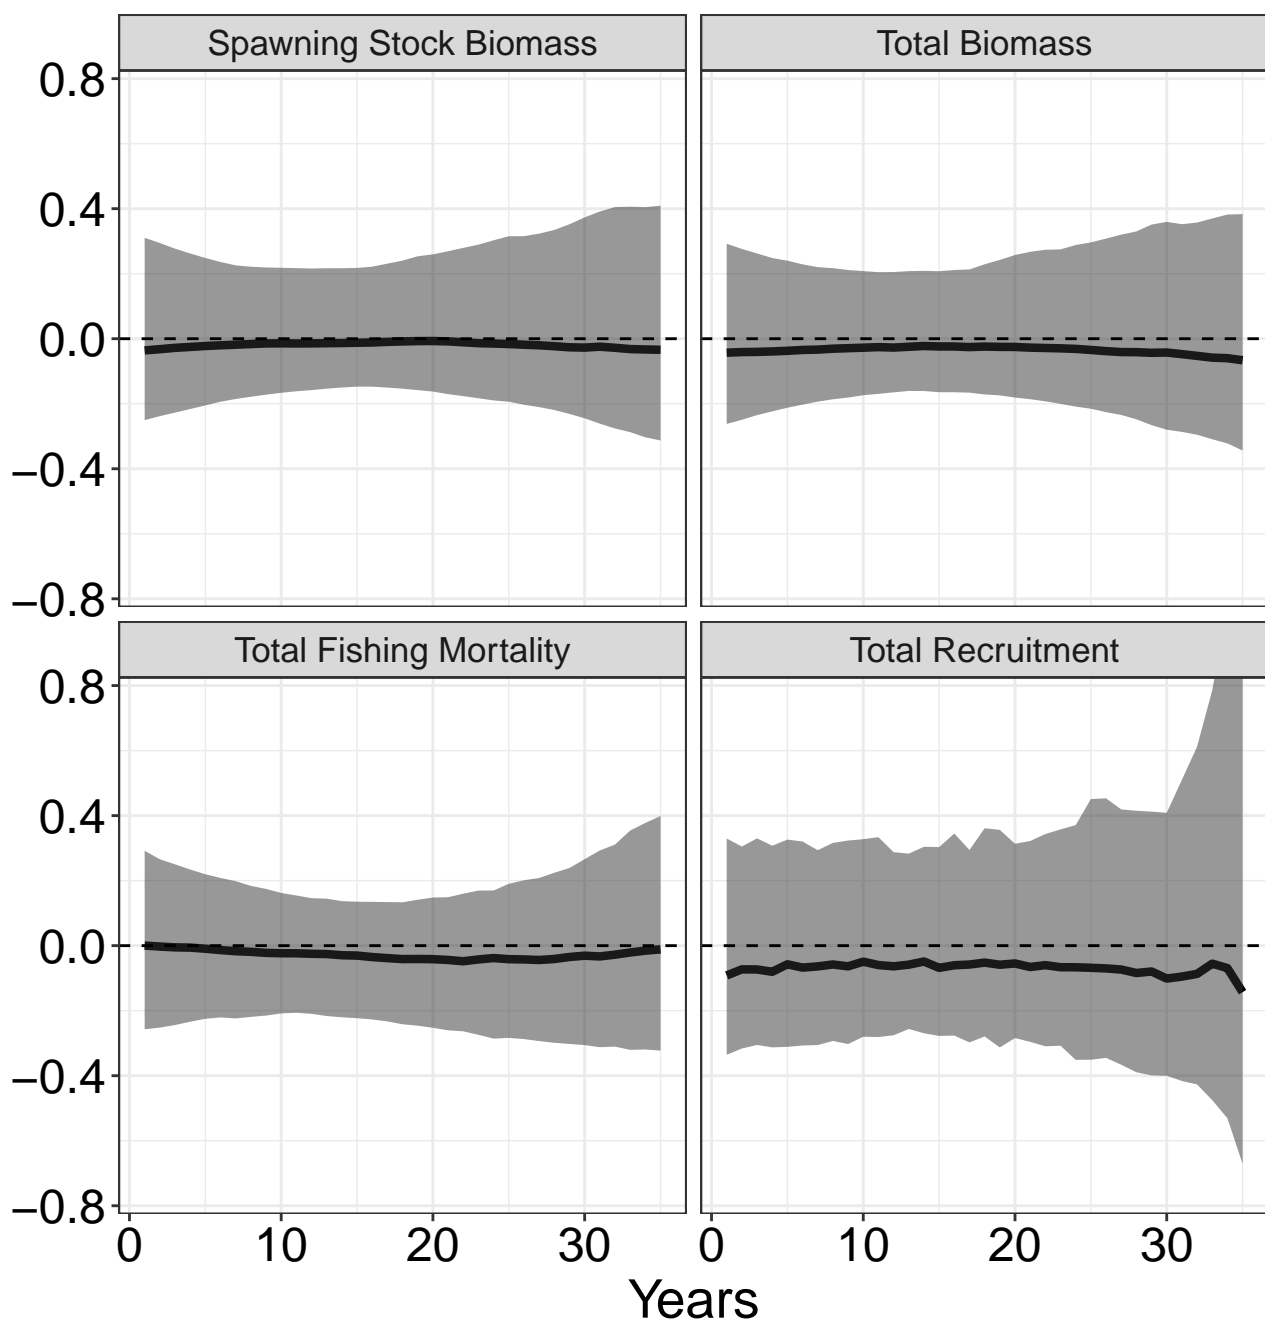 Spawning Stock Biomass
Total Biomass
0.8
0.4
0.0
−0.4
−0.8
Total Fishing Mortality
Total Recruitment
0.8
0.4
0.0
−0.4
−0.8
0 10 20 30
0 10 20 30
Years